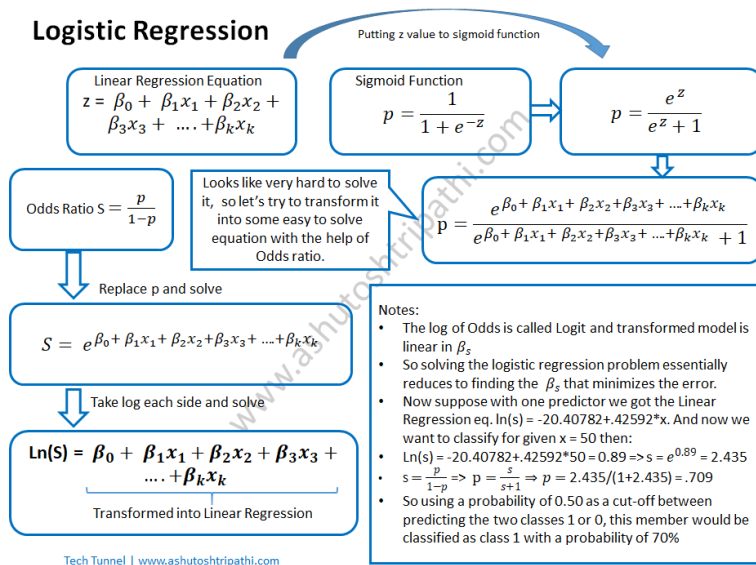 Logistic Regression
Putting z value to sigmoid function
Linear Regression Equation
z = β₀ + β₁x₁ + β₂x₂ +
β₃x₃ + .... +βₖxₖ
Sigmoid Function
p = 1 / (1 + e^(−z))
p = e^z / (e^z + 1)
Odds Ratio S = p / (1−p)
Looks like very hard to solve
it, so let's try to transform it
into some easy to solve
equation with the help of
Odds ratio.
p = e^(β₀+ β₁x₁+ β₂x₂+β₃x₃+ ....+βₖxₖ) / (e^(β₀+ β₁x₁+ β₂x₂+β₃x₃+ ....+βₖxₖ) + 1)
Replace p and solve
S = e^(β₀+ β₁x₁+ β₂x₂+β₃x₃+ ....+βₖxₖ)
Take log each side and solve
Ln(S) = β₀ + β₁x₁ + β₂x₂ + β₃x₃ +
.... +βₖxₖ
Transformed into Linear Regression
Notes:
• The log of Odds is called Logit and transformed model is
linear in βₛ
• So solving the logistic regression problem essentially
reduces to finding the βₛ that minimizes the error.
• Now suppose with one predictor we got the Linear
Regression eq. ln(s) = -20.40782+.42592*x. And now we
want to classify for given x = 50 then:
• Ln(s) = -20.40782+.42592*50 = 0.89 =>s = e^0.89 = 2.435
• s = p/(1−p) => p = s/(s+1) ⇒ p = 2.435/(1+2.435) = .709
• So using a probability of 0.50 as a cut-off between
predicting the two classes 1 or 0, this member would be
classified as class 1 with a probability of 70%
Tech Tunnel | www.ashutoshtripathi.com
www.ashutoshtripathi.com